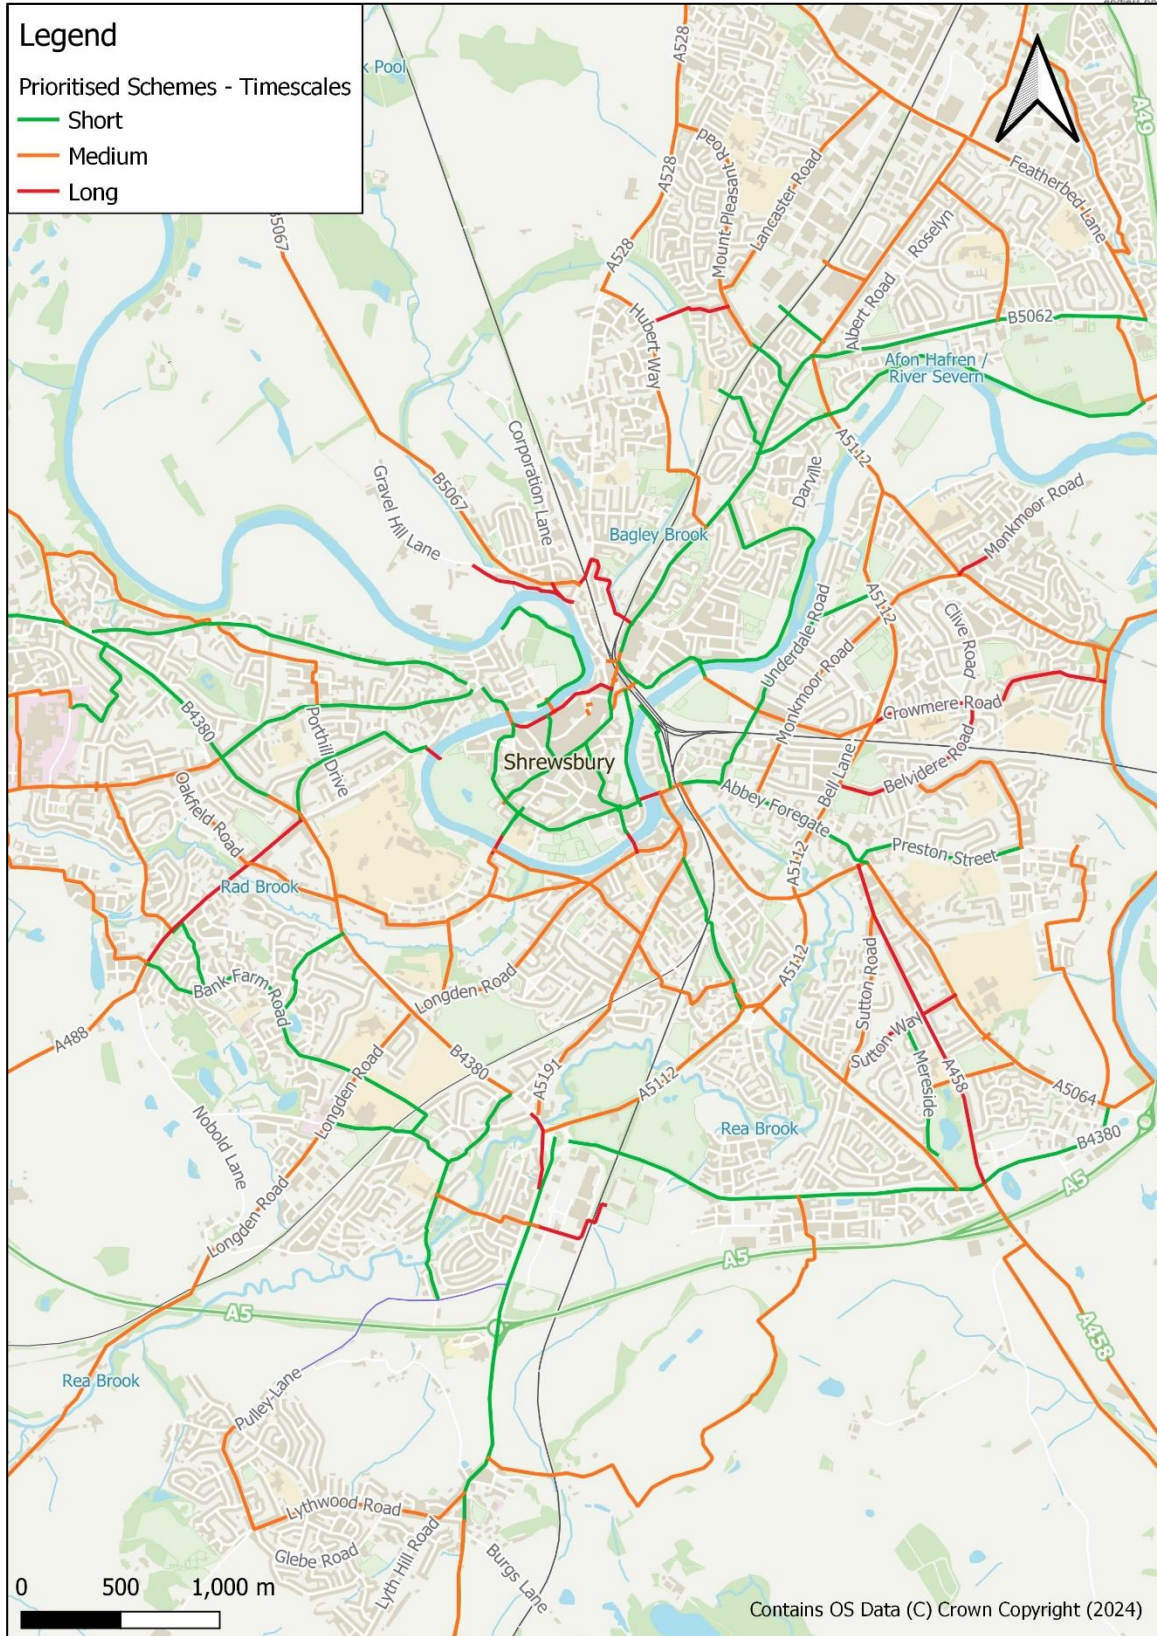 Legend
Prioritised Schemes - Timescales
Short
Medium
Long
k Pool
A528
A49
Mount Pleasant Road
A528
Lancaster Road
Featherbed Lane
B5067
A528
Roselyn
Hubert Way
Albert Road
B5062
Afon Hafren /
River Severn
Corporation Lane
A5112
Gravel Hill Lane
B5067
Darville
Monkmoor Road
Bagley Brook
A5112
Underdale Road
Clive Road
Monkmoor Road
B4380
Porthill Drive
Crowmere Road
Shrewsbury
Belvidere Road
Bell Lane
Abbey Foregate
Oakfield Road
Preston Street
A5112
Rad Brook
Sutton Road
A5112
Bank Farm Road
Longden Road
A488
Sutton Way
B4380
A5191
A5112
Mereside
A458
A5064
Longden Road
Nobold Lane
Rea Brook
B4380
A5
Longden Road
A5
A5
A458
Rea Brook
Pulley Lane
Lythwood Road
Glebe Road
Lyth Hill Road
Burgs Lane
0 500 1,000 m
Contains OS Data (C) Crown Copyright (2024)